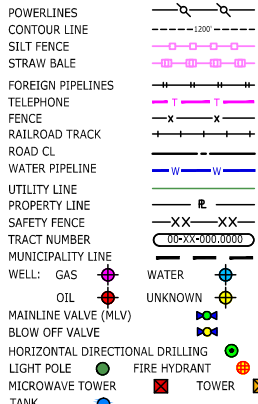 POWERLINES
CONTOUR LINE 1200'
SILT FENCE
STRAW BALE
FOREIGN PIPELINES
TELEPHONE T T
FENCE x x
RAILROAD TRACK
ROAD CL
WATER PIPELINE W W
UTILITY LINE
PROPERTY LINE ⅊
SAFETY FENCE XX XX
TRACT NUMBER 00-XX-000.0000
MUNICIPALITY LINE
WELL: GAS WATER
OIL UNKNOWN
MAINLINE VALVE (MLV)
BLOW OFF VALVE
HORIZONTAL DIRECTIONAL DRILLING
LIGHT POLE FIRE HYDRANT
MICROWAVE TOWER TOWER
TANK